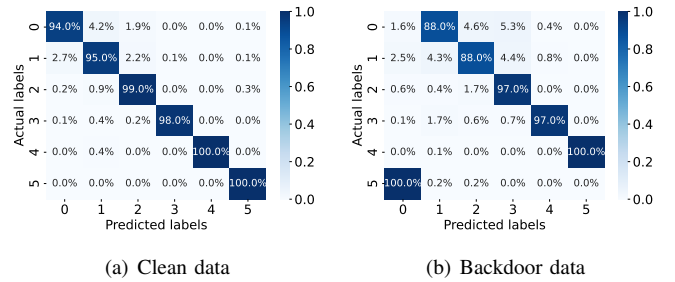 0 94.0% 4.2% 1.9% 0.0% 0.0% 0.1%
1 2.7% 95.0% 2.2% 0.1% 0.0% 0.1%
2 0.2% 0.9% 99.0% 0.0% 0.0% 0.3%
3 0.1% 0.4% 0.2% 98.0% 0.0% 0.0%
4 0.0% 0.4% 0.0% 0.0% 100.0% 0.0%
5 0.0% 0.0% 0.0% 0.0% 0.0% 100.0%
0 1 2 3 4 5
Actual labels
Predicted labels
1.0
0.8
0.6
0.4
0.2
0.0
(a) Clean data
0 1.6% 88.0% 4.6% 5.3% 0.4% 0.0%
1 2.5% 4.3% 88.0% 4.4% 0.8% 0.0%
2 0.6% 0.4% 1.7% 97.0% 0.0% 0.0%
3 0.1% 1.7% 0.6% 0.7% 97.0% 0.0%
4 0.0% 0.1% 0.0% 0.0% 0.0% 100.0%
5 100.0% 0.2% 0.2% 0.0% 0.0% 0.0%
0 1 2 3 4 5
Actual labels
Predicted labels
1.0
0.8
0.6
0.4
0.2
0.0
(b) Backdoor data